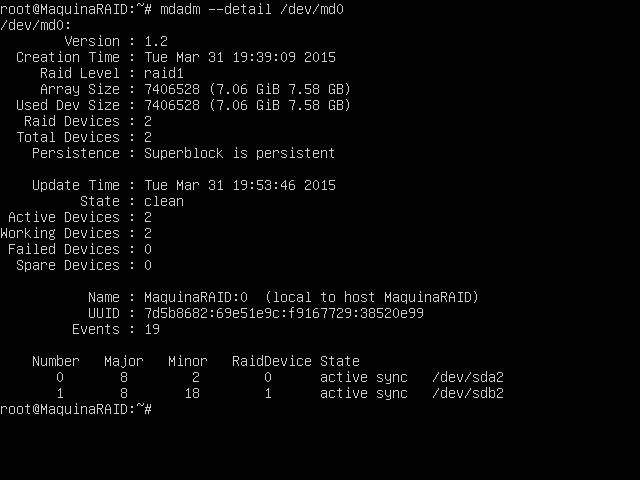 root@MaquinaRAID:~# mdadm --detail /dev/md0
/dev/md0:
Version : 1.2
Creation Time : Tue Mar 31 19:39:09 2015
Raid Level : raid1
Array Size : 7406528 (7.06 GiB 7.58 GB)
Used Dev Size : 7406528 (7.06 GiB 7.58 GB)
Raid Devices : 2
Total Devices : 2
Persistence : Superblock is persistent
Update Time : Tue Mar 31 19:53:46 2015
State : clean
Active Devices : 2
Working Devices : 2
Failed Devices : 0
Spare Devices : 0
Name : MaquinaRAID:0  (local to host MaquinaRAID)
UUID : 7d5b8682:69e51e9c:f9167729:38520e99
Events : 19
Number   Major   Minor   RaidDevice State
0       8        2        0      active sync   /dev/sda2
1       8       18        1      active sync   /dev/sdb2
root@MaquinaRAID:~#